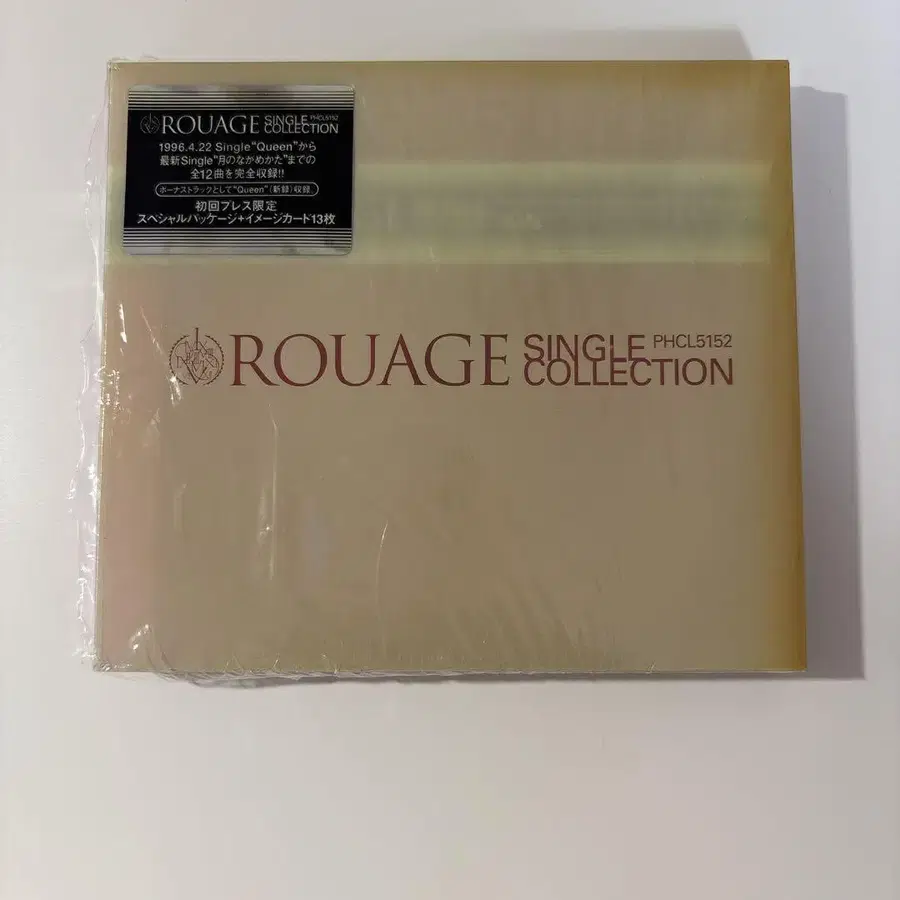 ROUAGE SINGLE COLLECTION PHCL5152
1996.4.22 Single"Queen"から
最新Single"月のながめかた"までの
全12曲を完全収録!!
ボーナストラックとして"Queen"(新録)収録
初回プレス限定
スペシャルパッケージ+イメージカード13枚
ROUAGE SINGLE COLLECTION PHCL5152